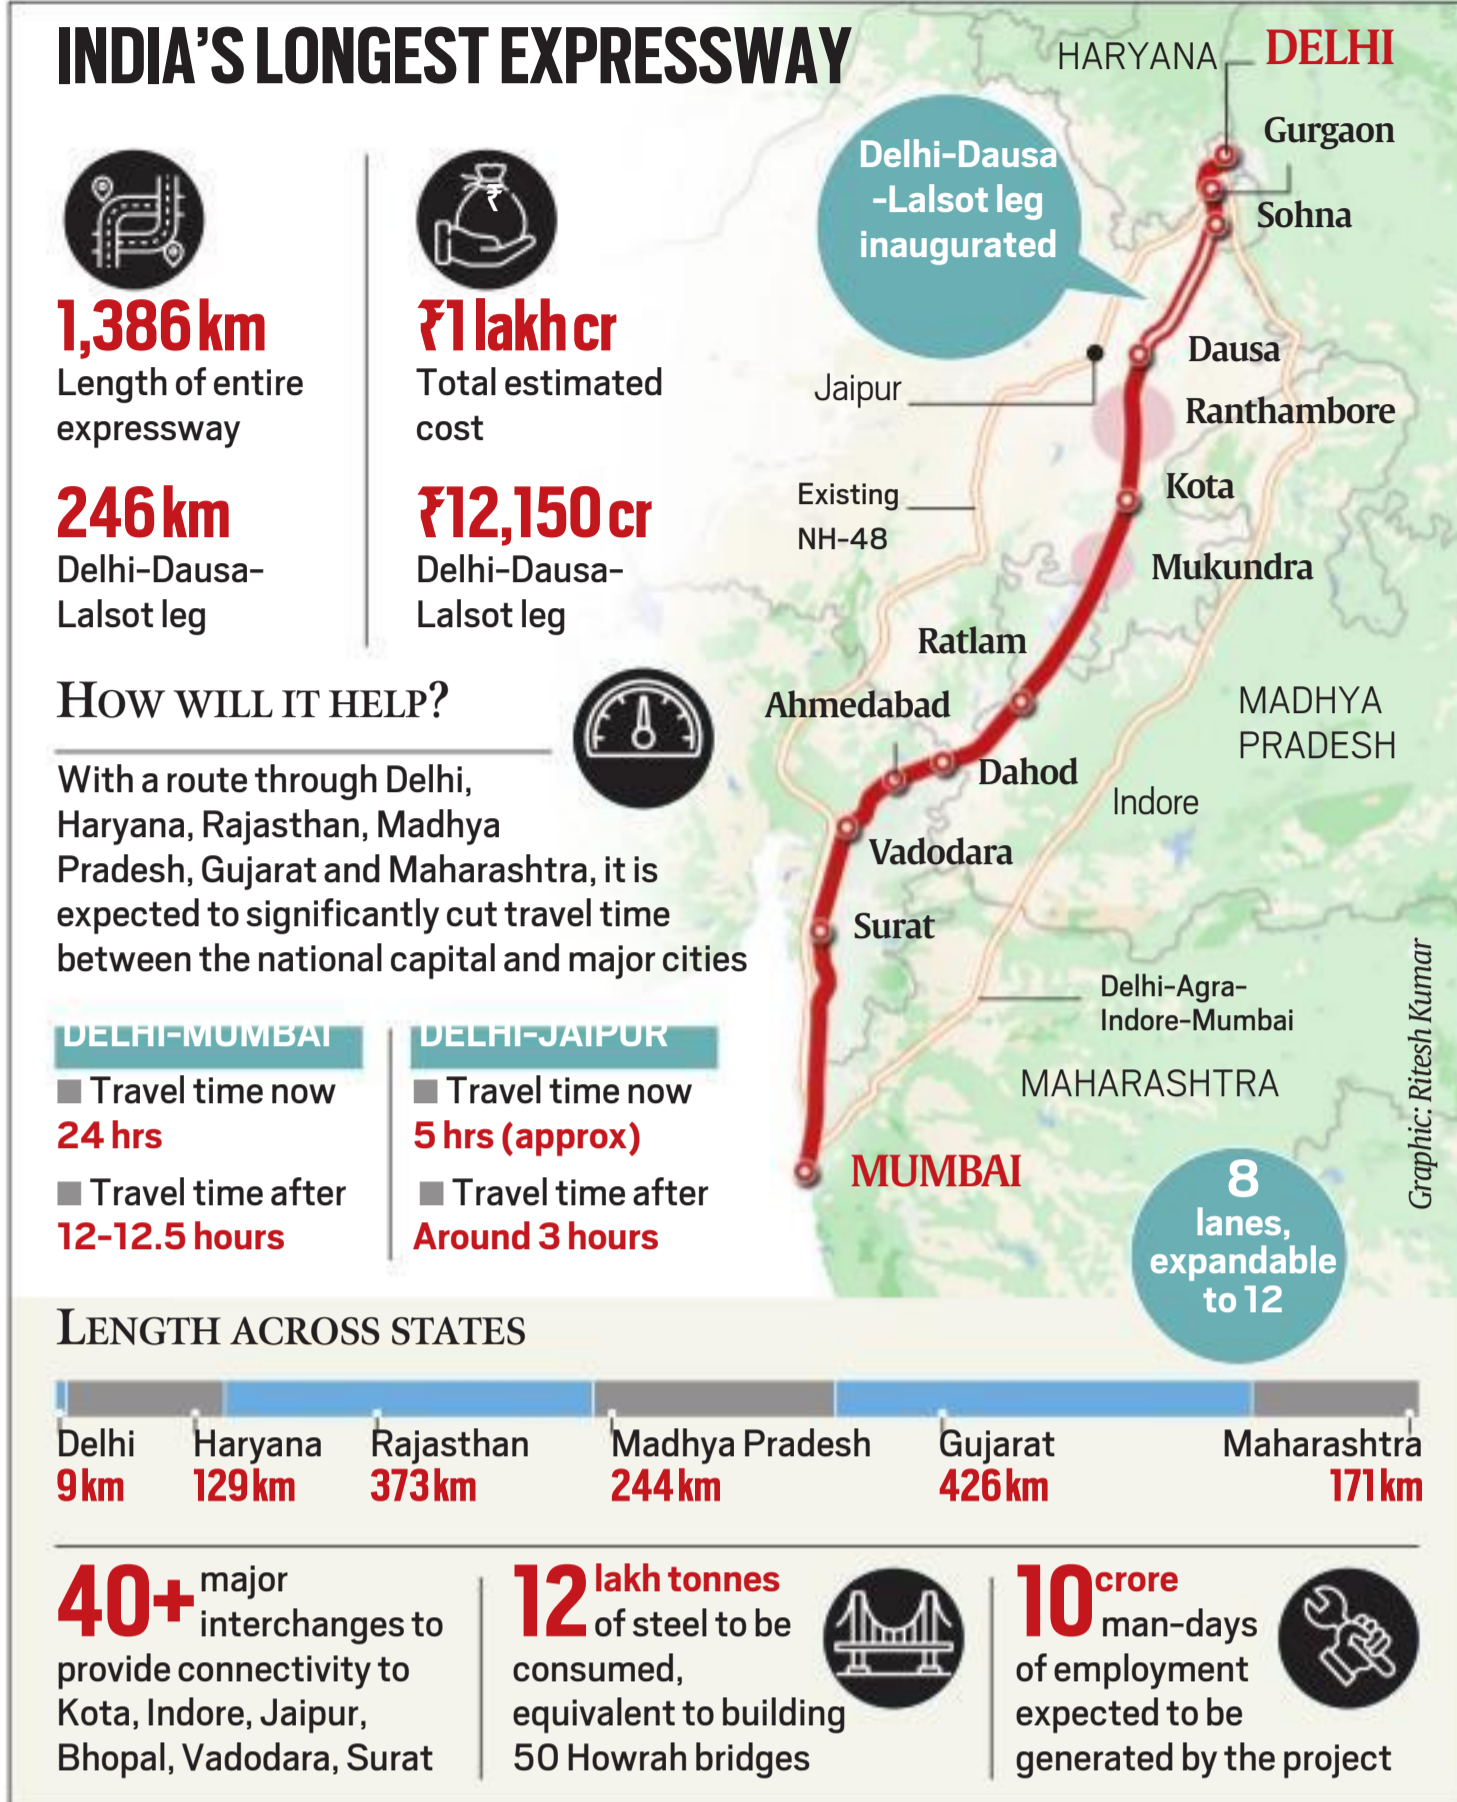 INDIA'S LONGEST EXPRESSWAY
1,386 km
Length of entire
expressway
₹1 lakh cr
Total estimated
cost
246 km
Delhi-Dausa-
Lalsot leg
₹12,150 cr
Delhi-Dausa-
Lalsot leg
HOW WILL IT HELP?
With a route through Delhi,
Haryana, Rajasthan, Madhya
Pradesh, Gujarat and Maharashtra, it is
expected to significantly cut travel time
between the national capital and major cities
DELHI-MUMBAI
Travel time now
24 hrs
Travel time after
12-12.5 hours
DELHI-JAIPUR
Travel time now
5 hrs (approx)
Travel time after
Around 3 hours
HARYANA
DELHI
Gurgaon
Sohna
Delhi-Dausa
-Lalsot leg
inaugurated
Dausa
Jaipur
Ranthambore
Kota
Existing
NH-48
Mukundra
Ratlam
Ahmedabad
MADHYA
PRADESH
Dahod
Indore
Vadodara
Surat
Delhi-Agra-
Indore-Mumbai
MAHARASHTRA
MUMBAI
8
lanes,
expandable
to 12
Graphic: Ritesh Kumar
LENGTH ACROSS STATES
Delhi
9 km
Haryana
129 km
Rajasthan
373 km
Madhya Pradesh
244 km
Gujarat
426 km
Maharashtra
171 km
40+ major
interchanges to
provide connectivity to
Kota, Indore, Jaipur,
Bhopal, Vadodara, Surat
12 lakh tonnes
of steel to be
consumed,
equivalent to building
50 Howrah bridges
10 crore
man-days
of employment
expected to be
generated by the project